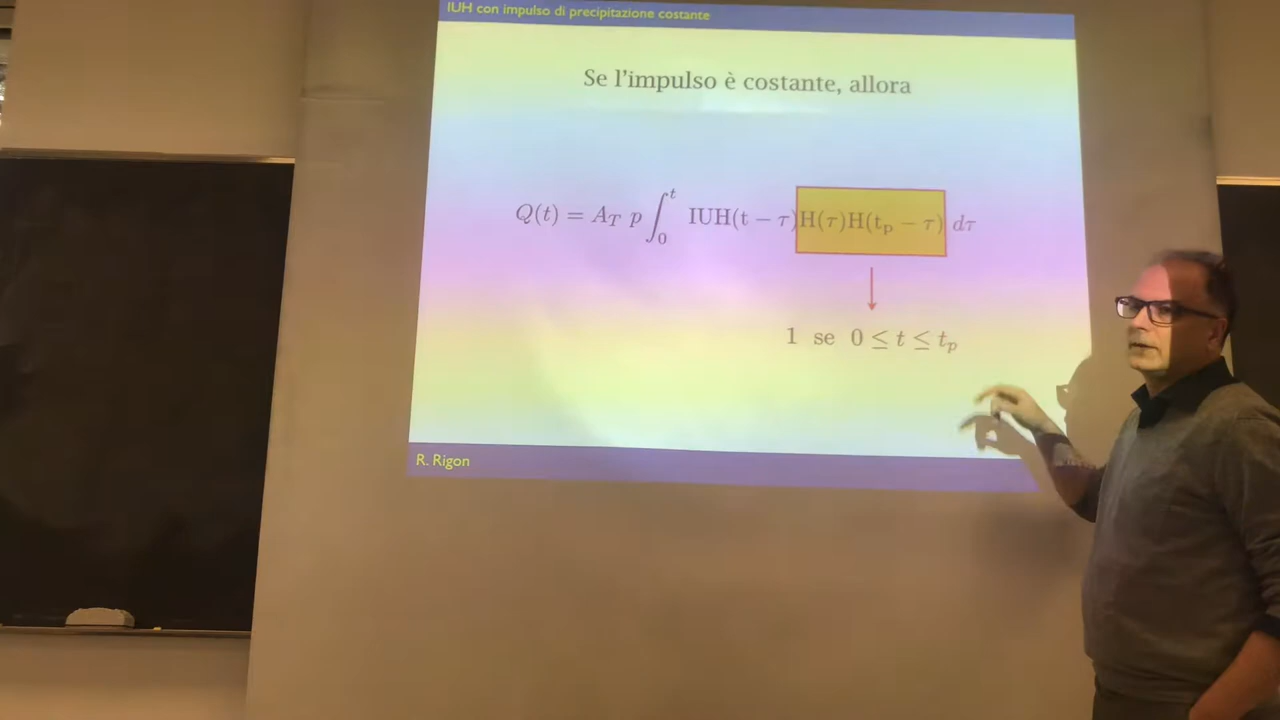 IUH con impulso di precipitazione costante
Se l'impulso è costante, allora
Q(t) = A_T p ∫_0^t IUH(t − τ)H(τ)H(t_p − τ) dτ
1 se 0 ≤ t ≤ t_p
R. Rigon